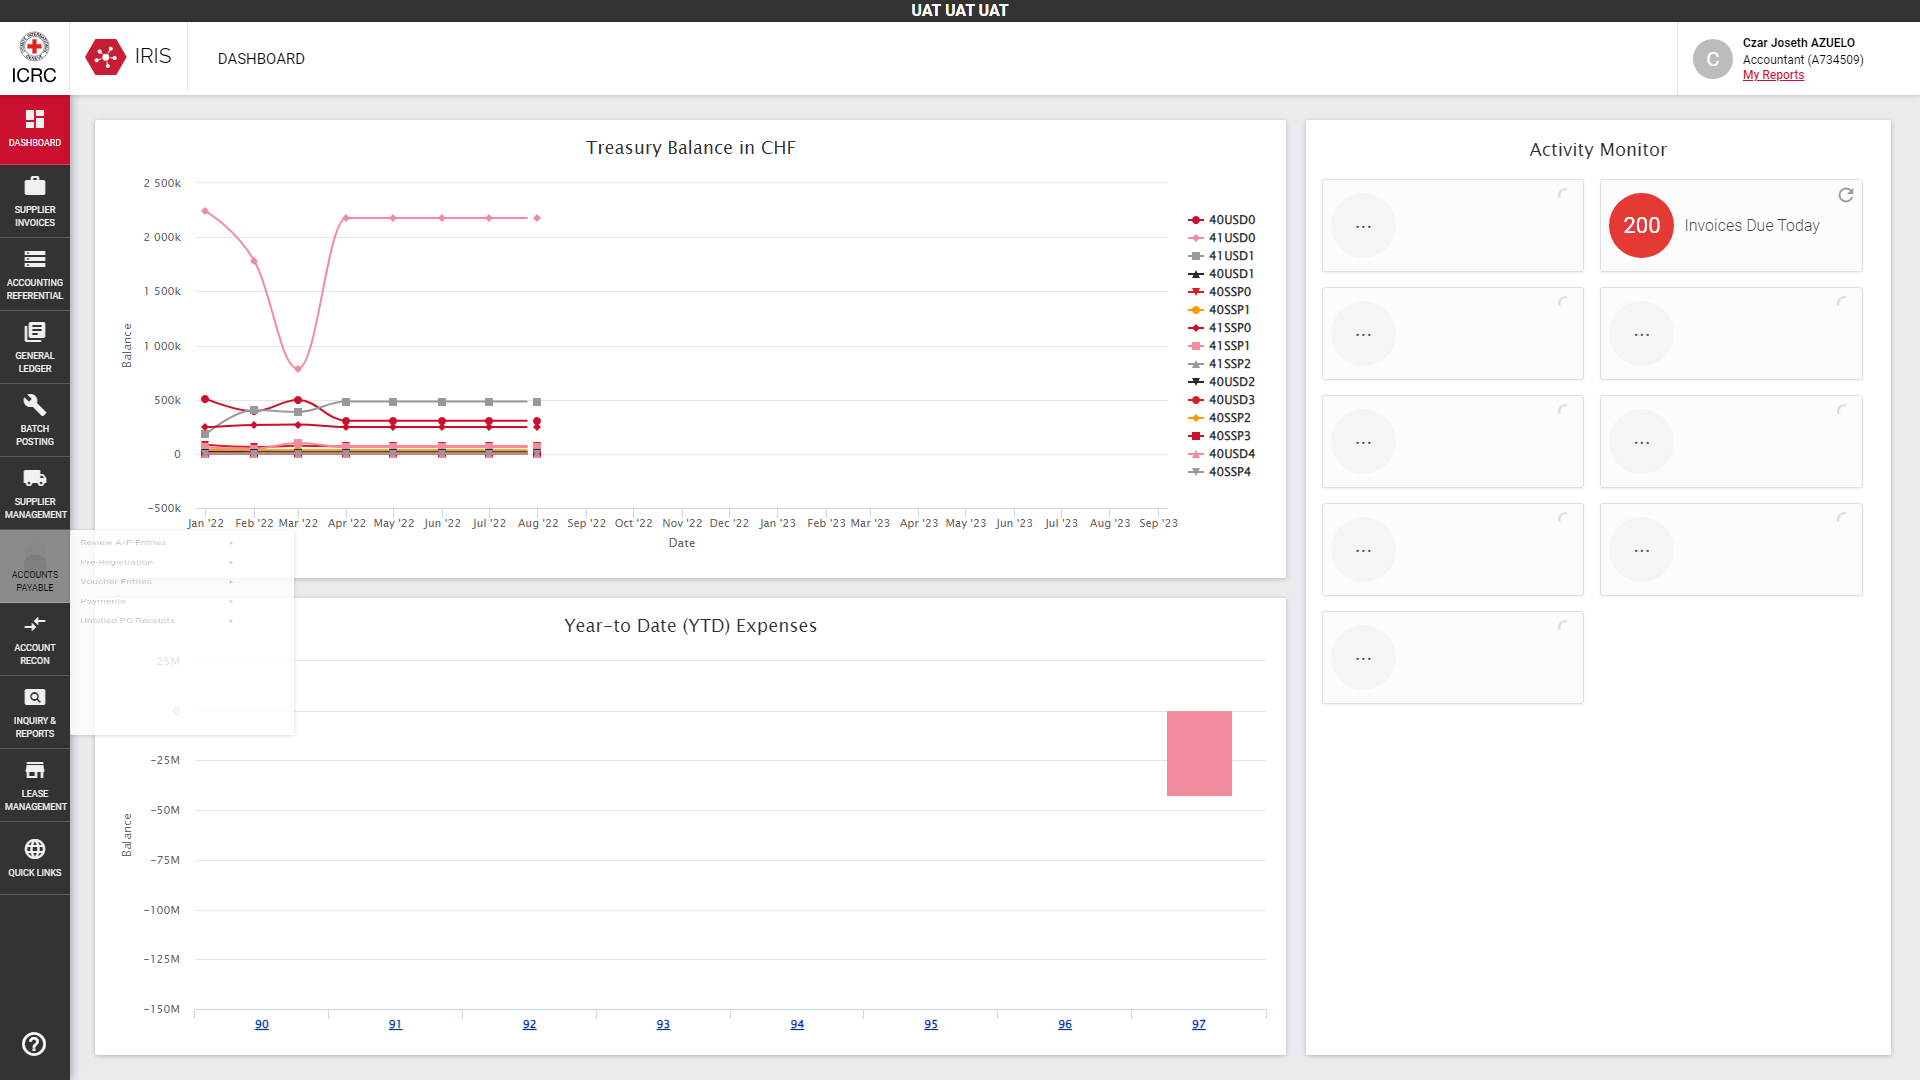 UAT UAT UAT
ICRC
IRIS
DASHBOARD
Czar Joseth AZUELO
Accountant (A734509)
My Reports
C
DASHBOARD
SUPPLIER
INVOICES
ACCOUNTING
REFERENTIAL
GENERAL
LEDGER
BATCH
POSTING
SUPPLIER
MANAGEMENT
ACCOUNTS
PAYABLE
ACCOUNT
RECON
INQUIRY &
REPORTS
LEASE
MANAGEMENT
QUICK LINKS
Review A/P Entries
Pre-Registration
Voucher Entries
Payments
Unbilled PO Receipts
Treasury Balance in CHF
2 500k
2 000k
1 500k
1 000k
500k
0
-500k
Balance
Jan '22 Feb '22 Mar '22 Apr '22 May '22 Jun '22 Jul '22 Aug '22 Sep '22 Oct '22 Nov '22 Dec '22 Jan '23 Feb '23 Mar '23 Apr '23 May '23 Jun '23 Jul '23 Aug '23 Sep '23
Date
40USD0
41USD0
41USD1
40USD1
40SSP0
40SSP1
41SSP0
41SSP1
41SSP2
40USD2
40USD3
40SSP2
40SSP3
40USD4
40SSP4
Year-to Date (YTD) Expenses
25M
0
-25M
-50M
-75M
-100M
-125M
-150M
Balance
90 91 92 93 94 95 96 97
Activity Monitor
...
200 Invoices Due Today
...
...
...
...
...
...
...